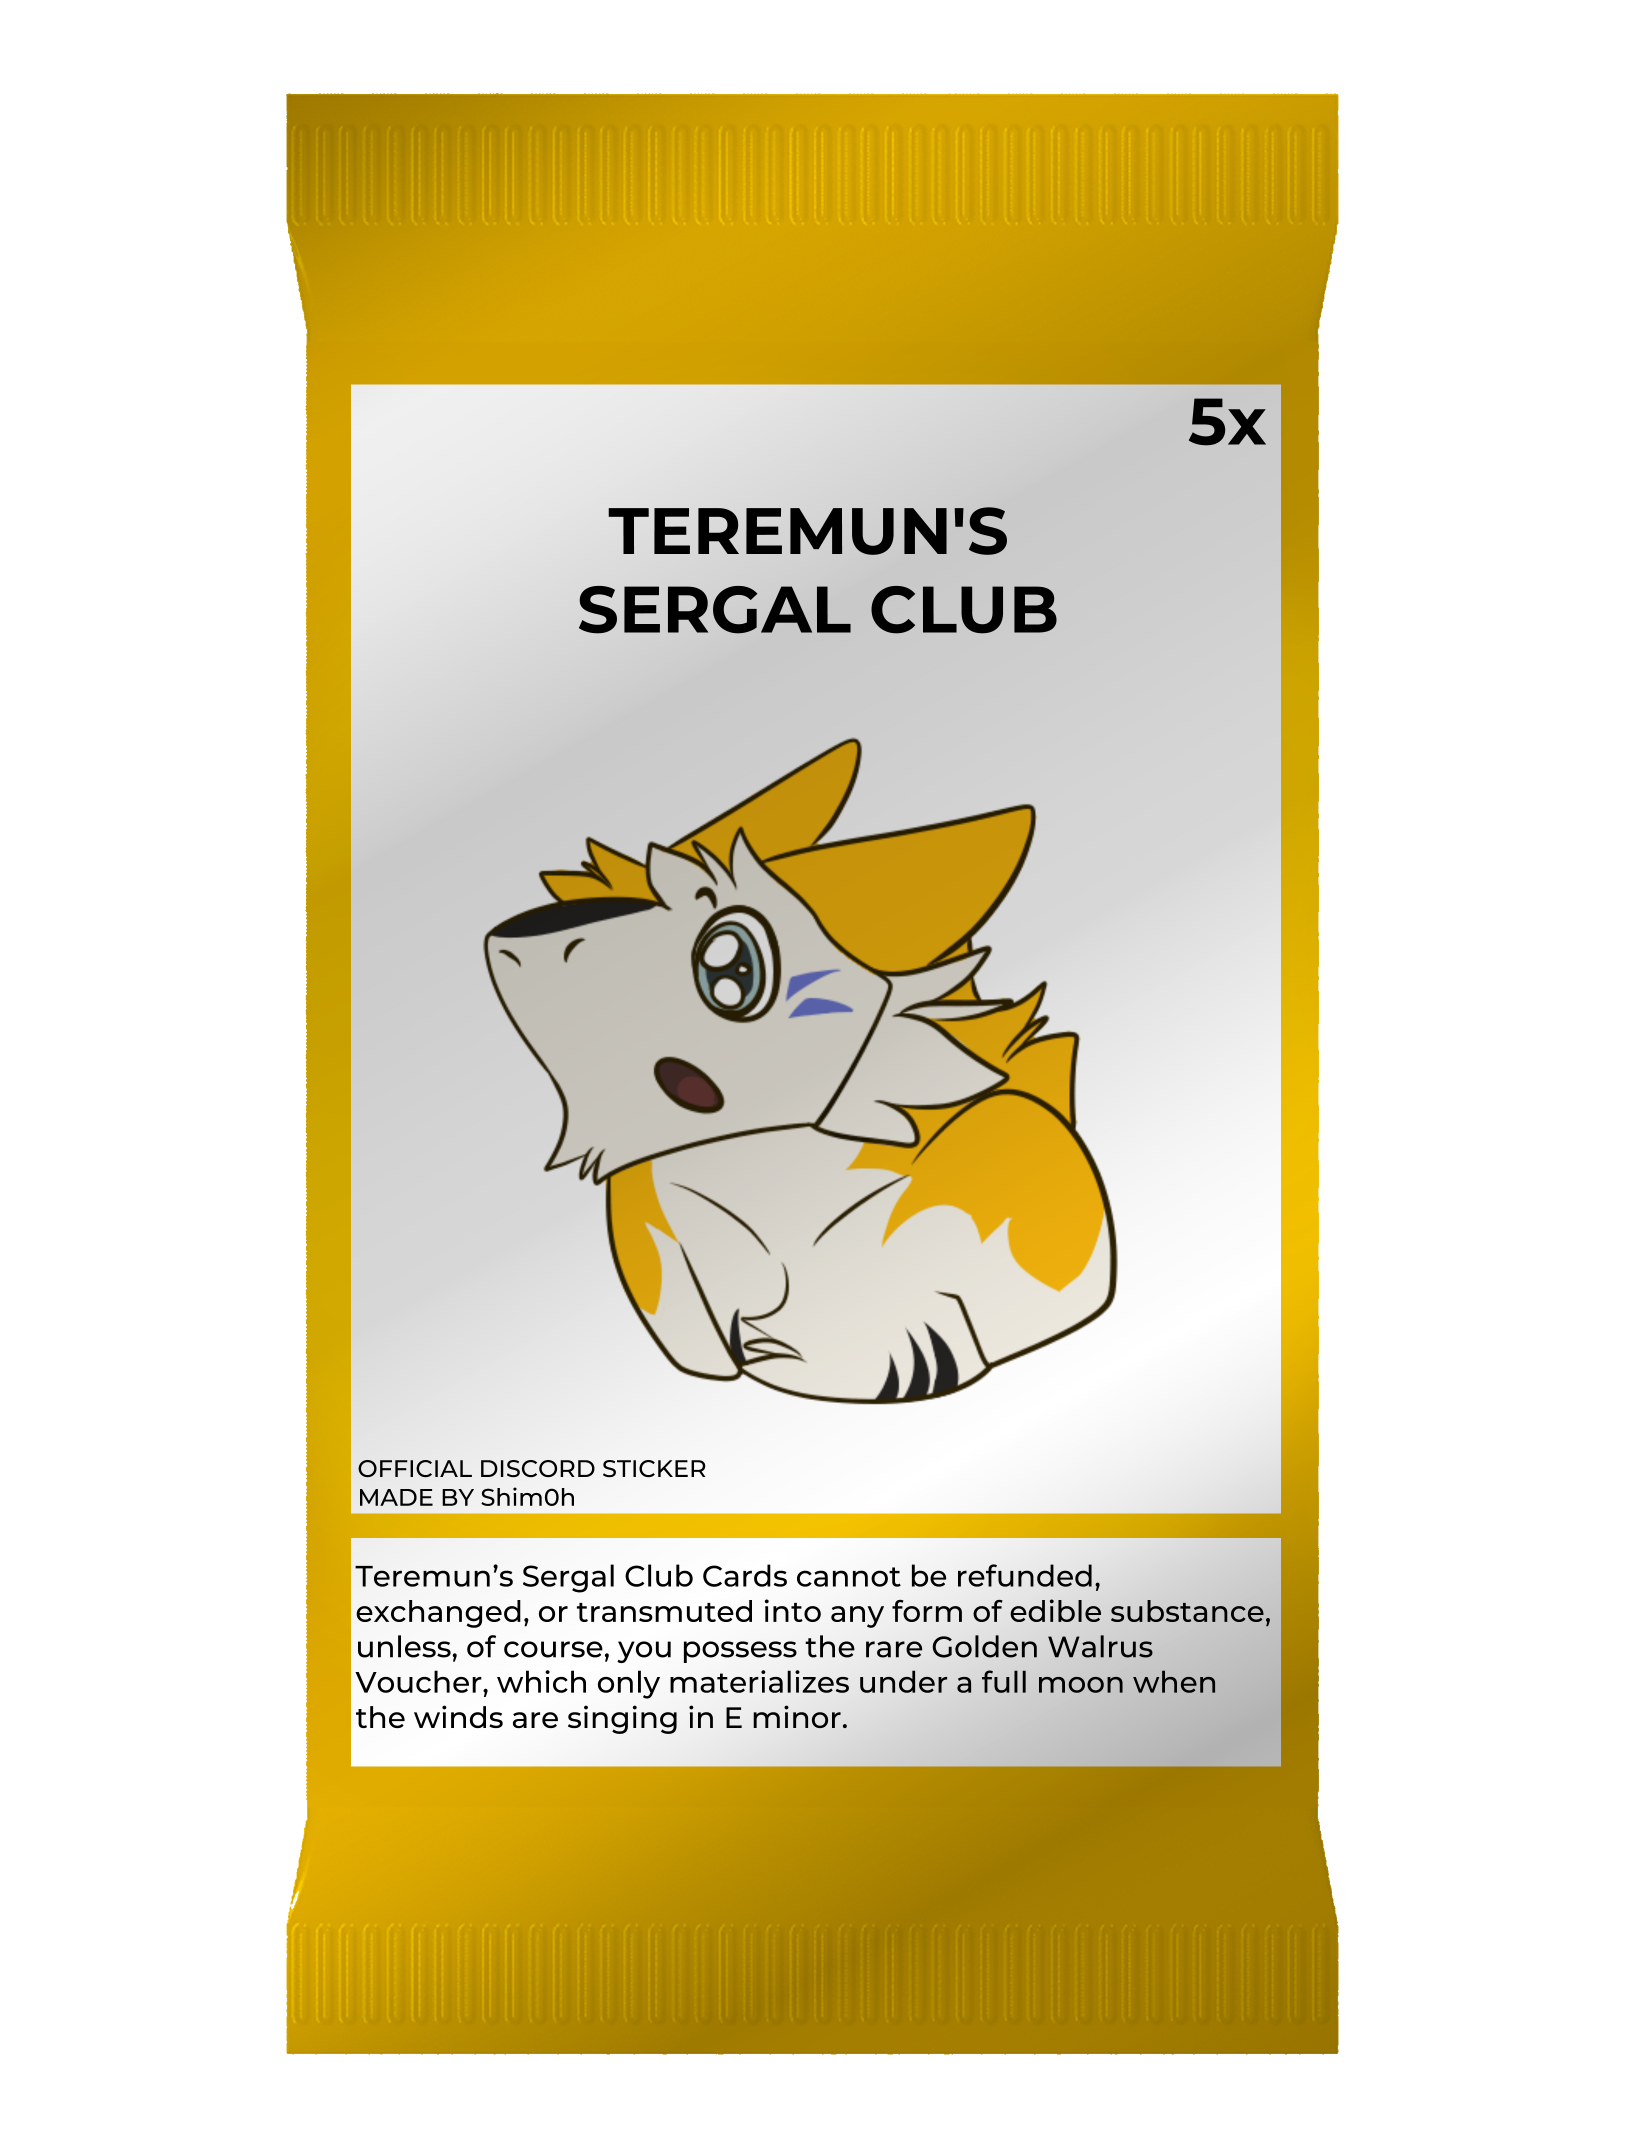 5x
TEREMUN'S
SERGAL CLUB
OFFICIAL DISCORD STICKER
MADE BY Shim0h
Teremun’s Sergal Club Cards cannot be refunded,
exchanged, or transmuted into any form of edible substance,
unless, of course, you possess the rare Golden Walrus
Voucher, which only materializes under a full moon when
the winds are singing in E minor.